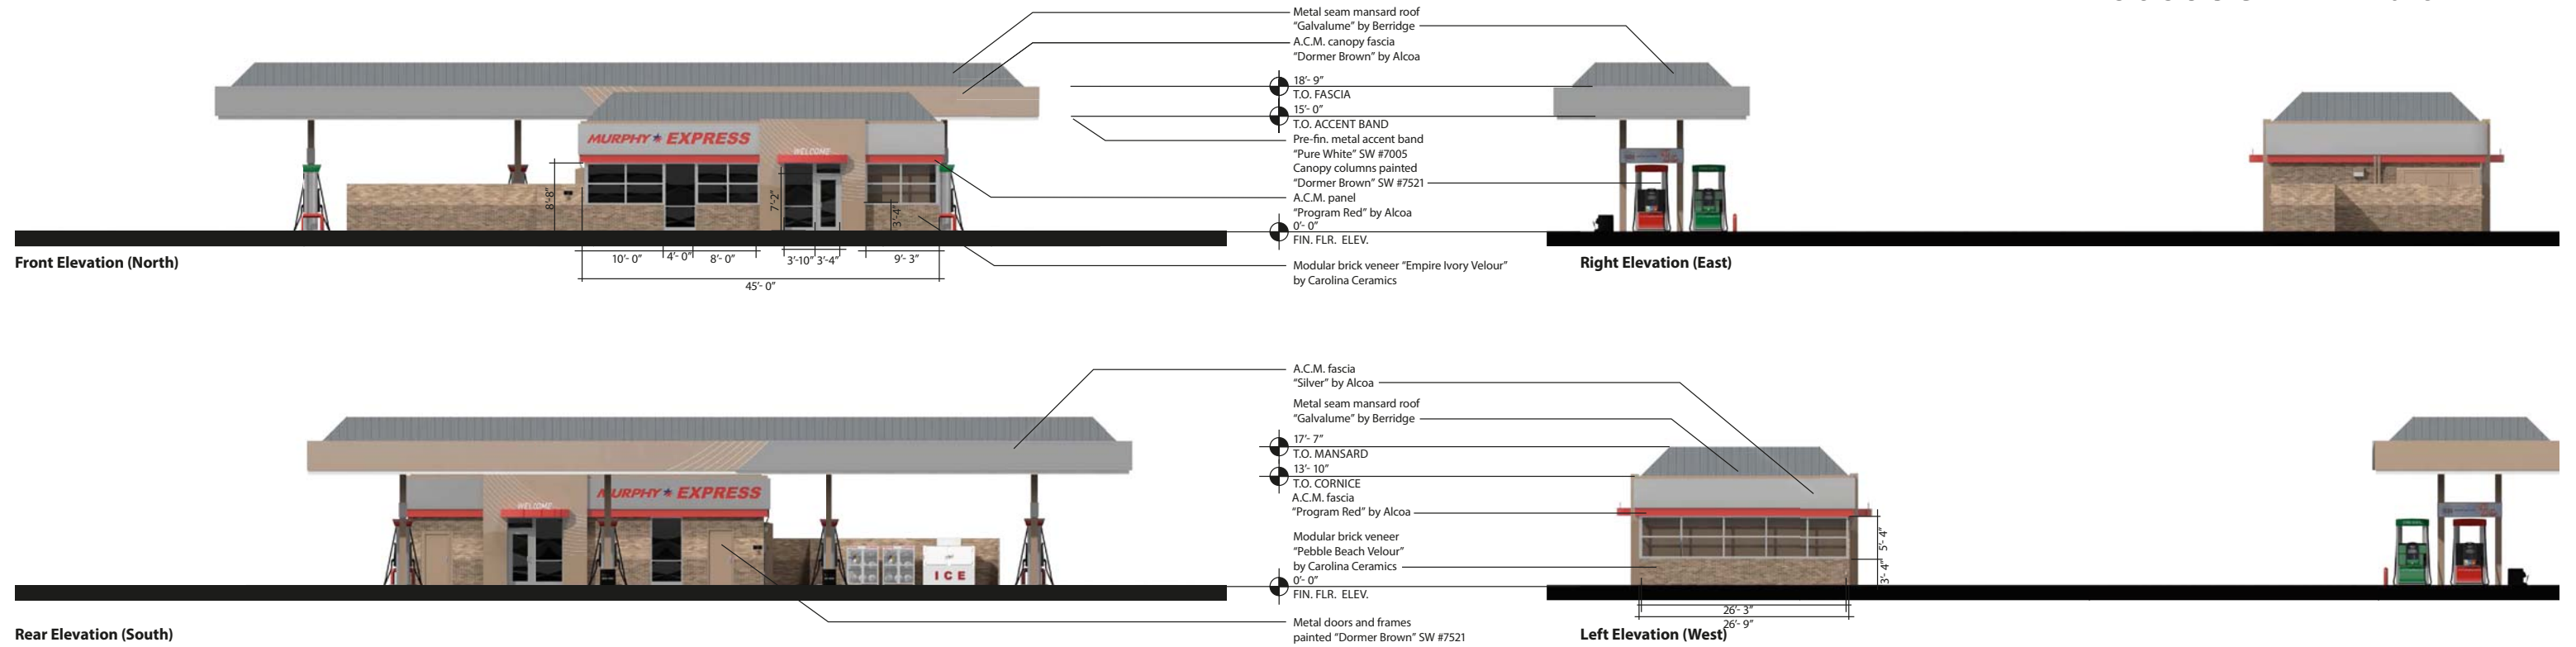 Metal seam mansard roof
“Galvalume” by Berridge
A.C.M. canopy fascia
“Dormer Brown” by Alcoa
18’- 9”
T.O. FASCIA
15’- 0”
T.O. ACCENT BAND
Pre-fin. metal accent band
“Pure White” SW #7005
Canopy columns painted
“Dormer Brown” SW #7521
A.C.M. panel
“Program Red” by Alcoa
0’- 0”
FIN. FLR. ELEV.
Modular brick veneer “Empire Ivory Velour”
by Carolina Ceramics
MURPHY EXPRESS
WELCOME
8’-8”
7’-2”
3’-4”
10’- 0”
4’- 0”
8’- 0”
3’-10”
3’-4”
9’- 3”
45’- 0”
Front Elevation (North)
Right Elevation (East)
A.C.M. fascia
“Silver” by Alcoa
Metal seam mansard roof
“Galvalume” by Berridge
17’- 7”
T.O. MANSARD
13’- 10”
T.O. CORNICE
A.C.M. fascia
“Program Red” by Alcoa
Modular brick veneer
“Pebble Beach Velour”
by Carolina Ceramics
0’- 0”
FIN. FLR. ELEV.
Metal doors and frames
painted “Dormer Brown” SW #7521
MURPHY EXPRESS
WELCOME
ICE
Rear Elevation (South)
5’- 4”
3’- 4”
26’- 3”
26’- 9”
Left Elevation (West)